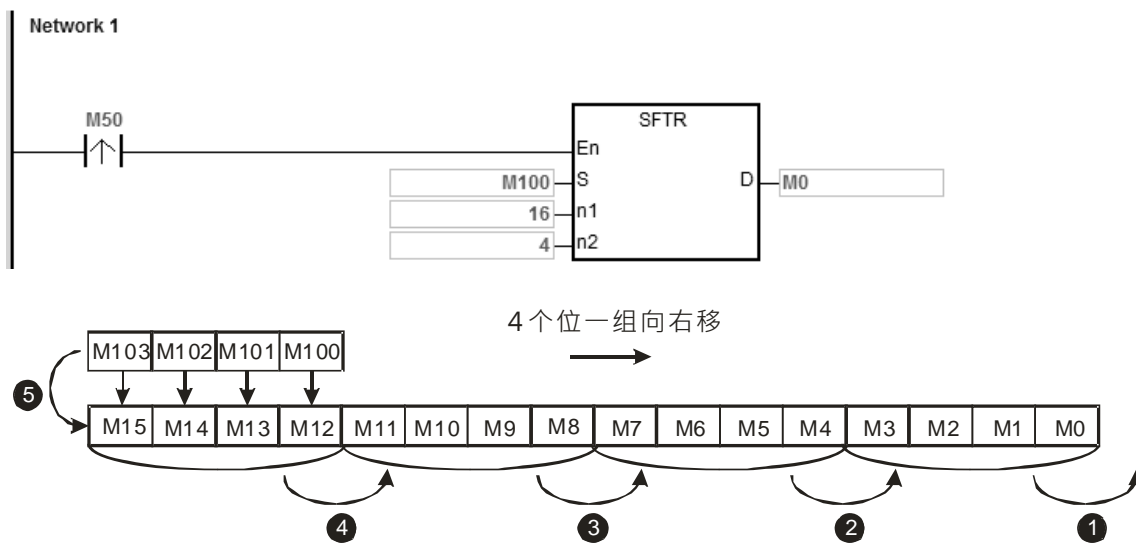 Network 1
M50
SFTR
En
M100 S D M0
16 n1
4 n2
4个位一组向右移
M103 M102 M101 M100
5
M15 M14 M13 M12 M11 M10 M9 M8 M7 M6 M5 M4 M3 M2 M1 M0
4 3 2 1